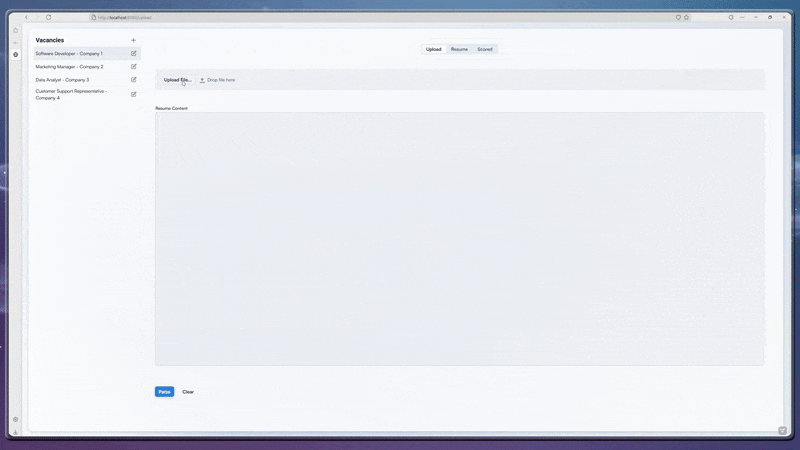 http://localhost:8080/upload
Vacancies
Upload Resume Scored
Software Developer - Company 1
Marketing Manager - Company 2
Data Analyst - Company 3
Customer Support Representative -
Company 4
Upload File...
Drop file here
Resume Content
Parse
Clear